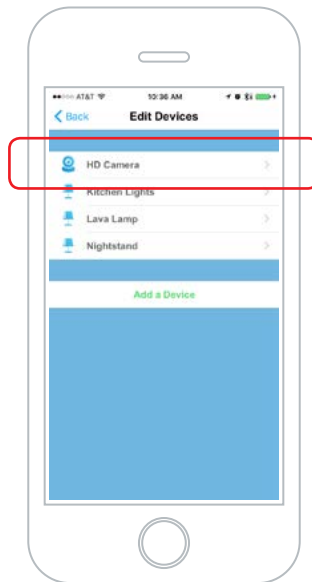 AT&T 10:36 AM
Back Edit Devices
HD Camera
Kitchen Lights
Lava Lamp
Nightstand
Add a Device